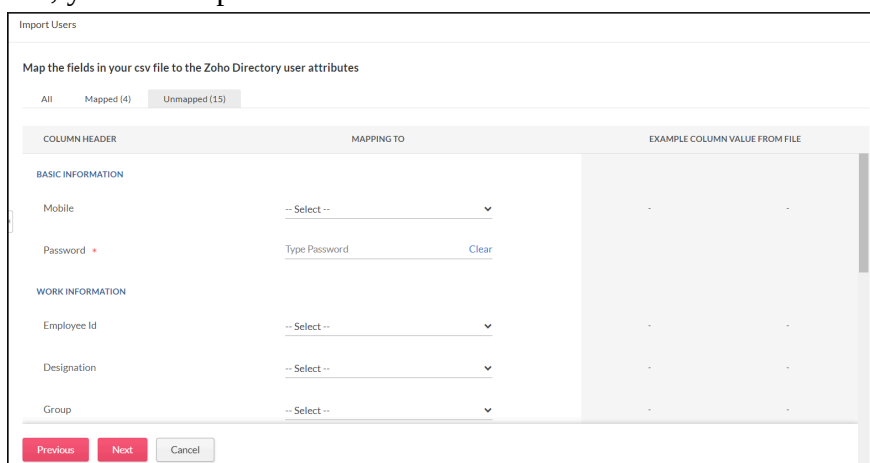 Import Users
Map the fields in your csv file to the Zoho Directory user attributes
All Mapped (4) Unmapped (15)
COLUMN HEADER MAPPING TO EXAMPLE COLUMN VALUE FROM FILE
BASIC INFORMATION
Mobile -- Select -- - -
Password * Type Password Clear
WORK INFORMATION
Employee Id -- Select -- - -
Designation -- Select -- - -
Group -- Select -- - -
Previous Next Cancel